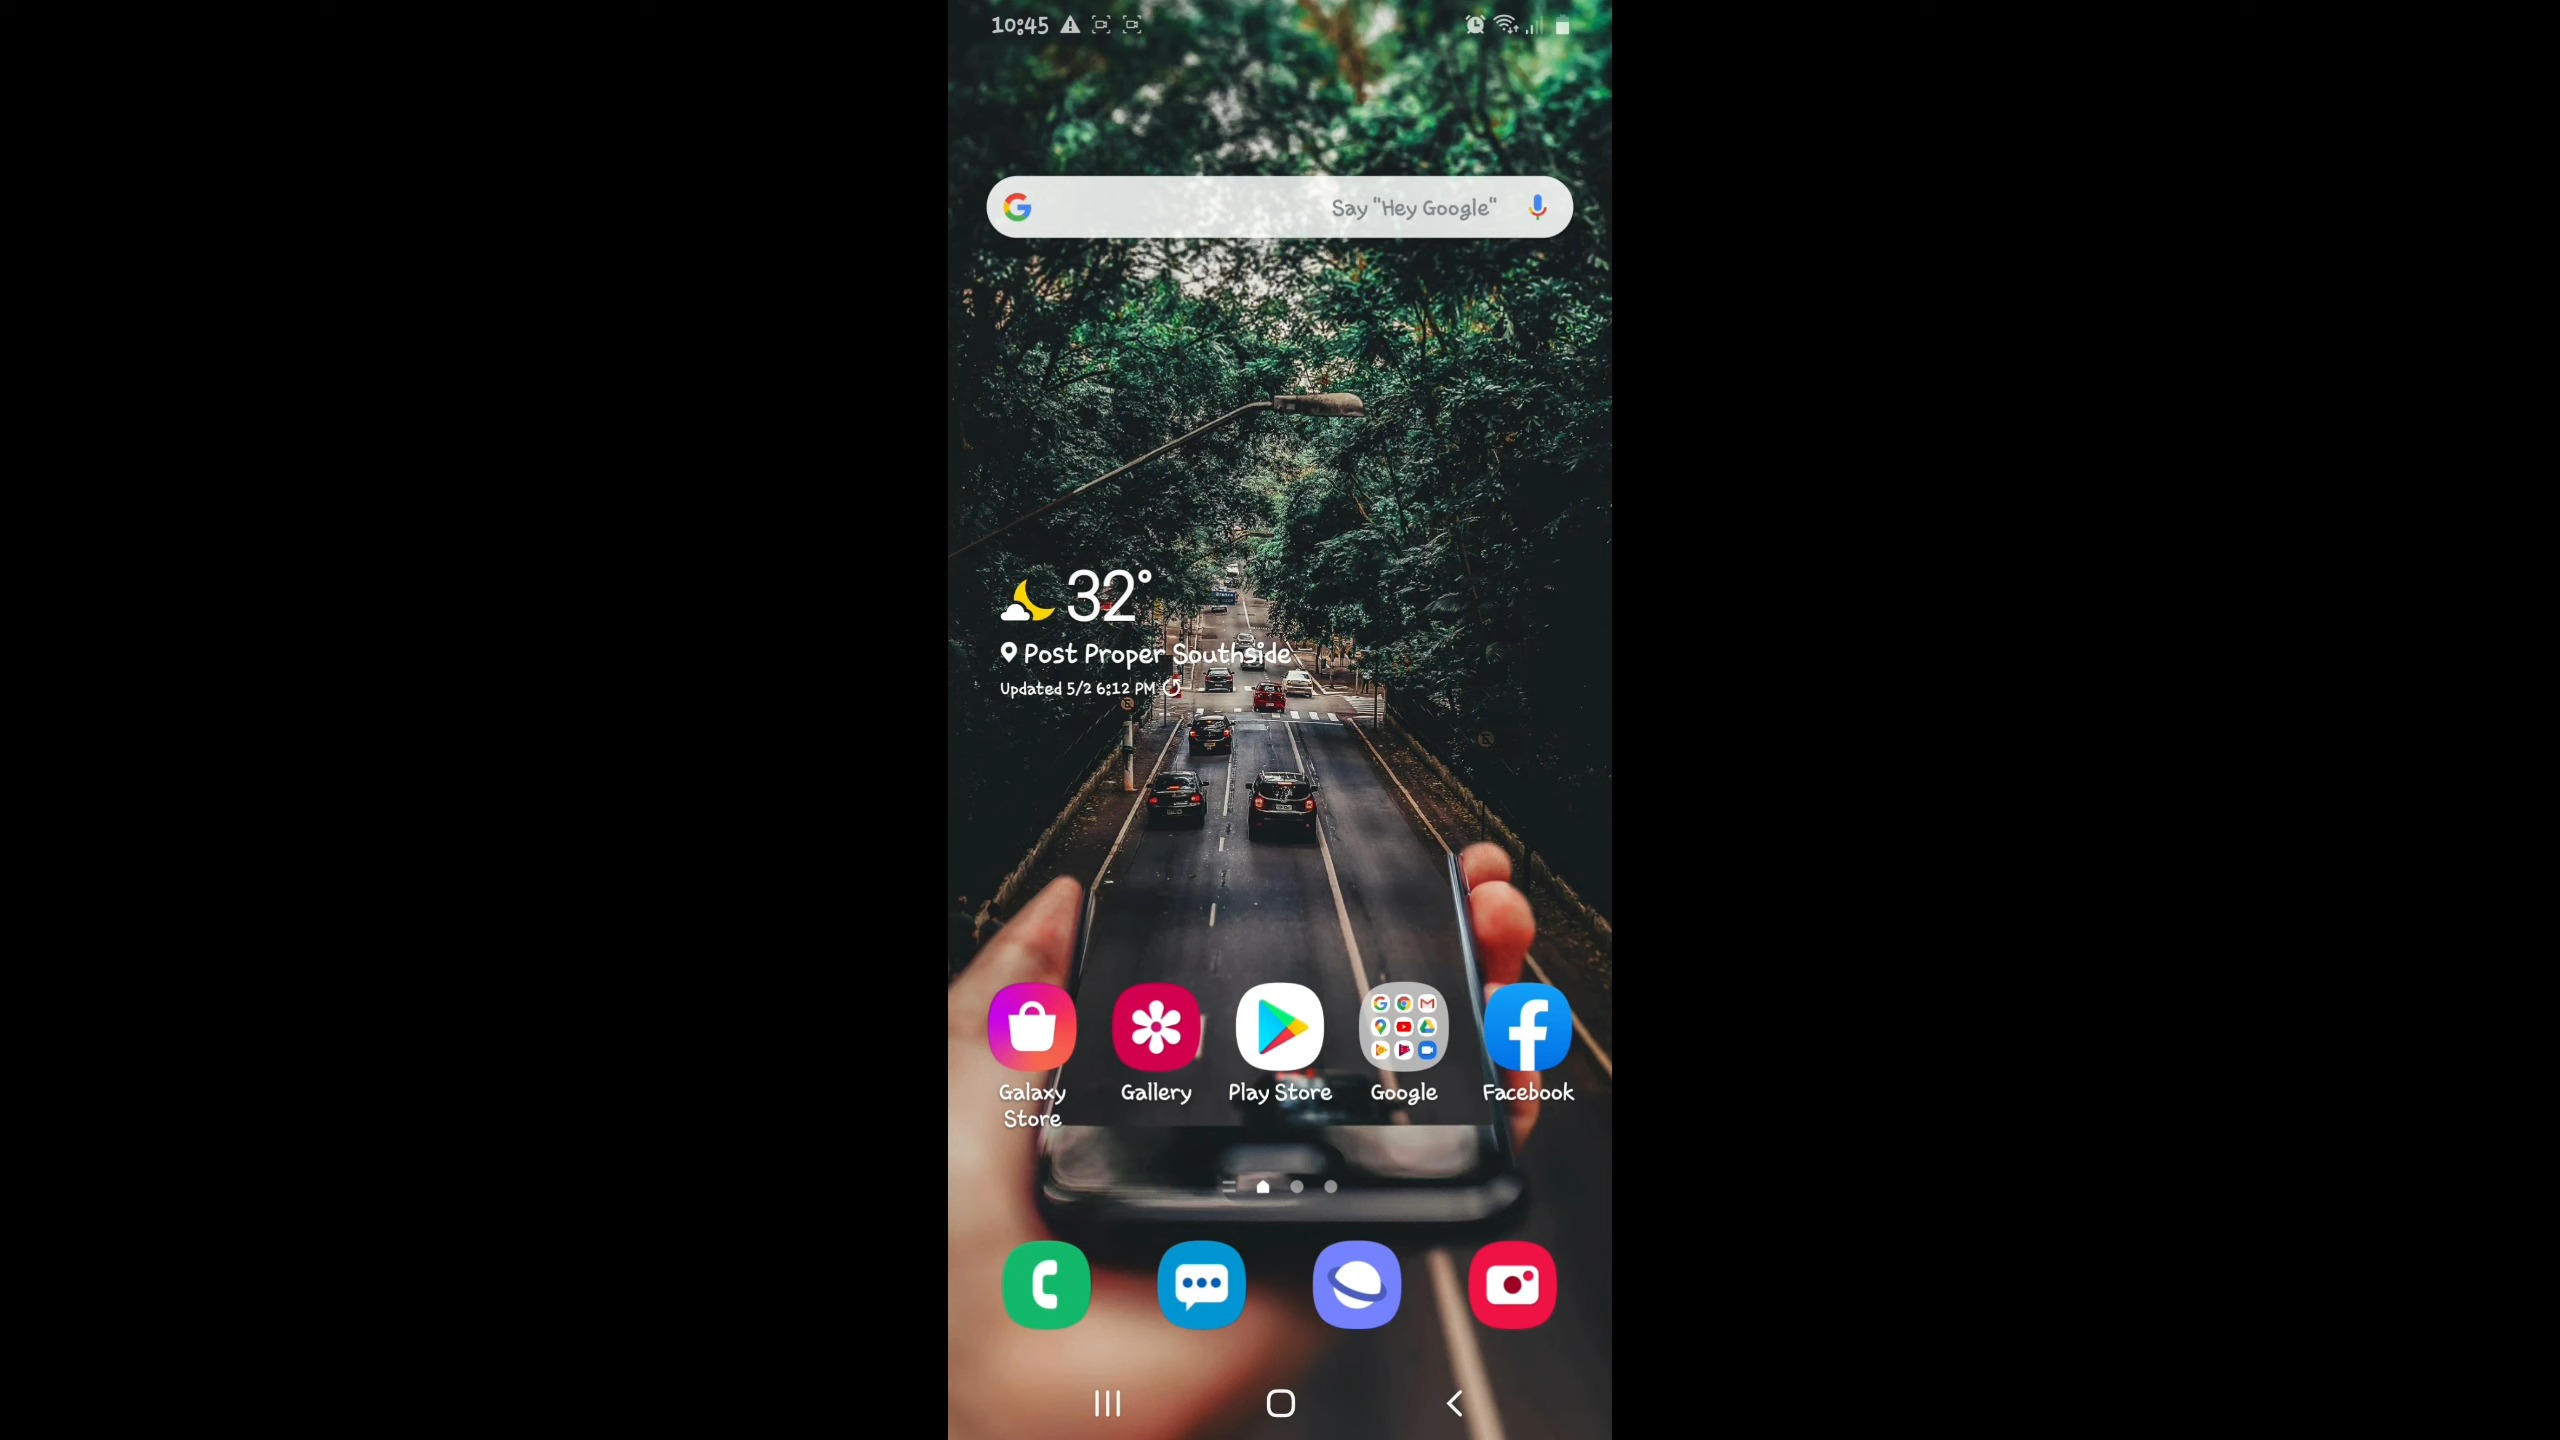 10:45
Say "Hey Google"
32°
Post Proper Southside
Updated 5/2 6:12 PM
Galaxy Store
Gallery
Play Store
Google
Facebook